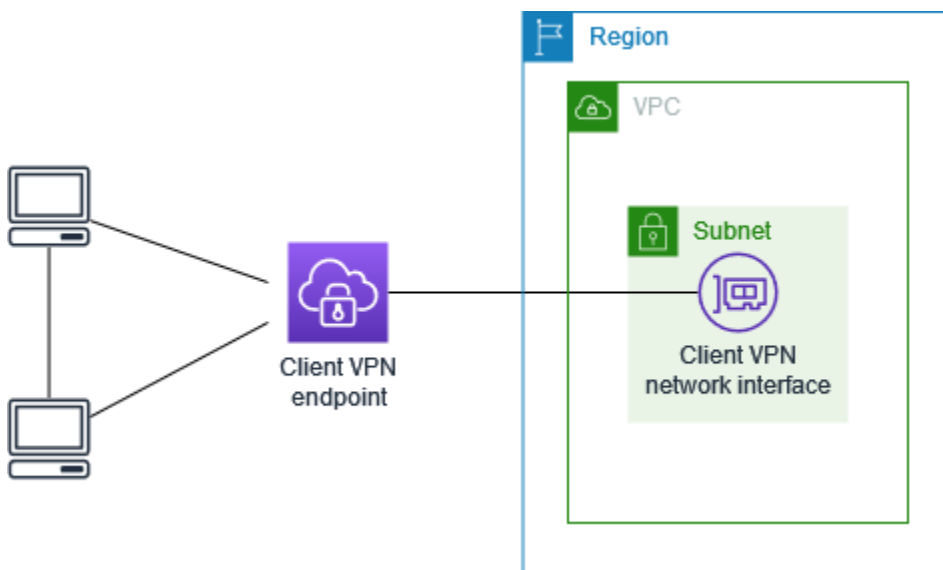 Region
VPC
Subnet
Client VPN
endpoint
Client VPN
network interface